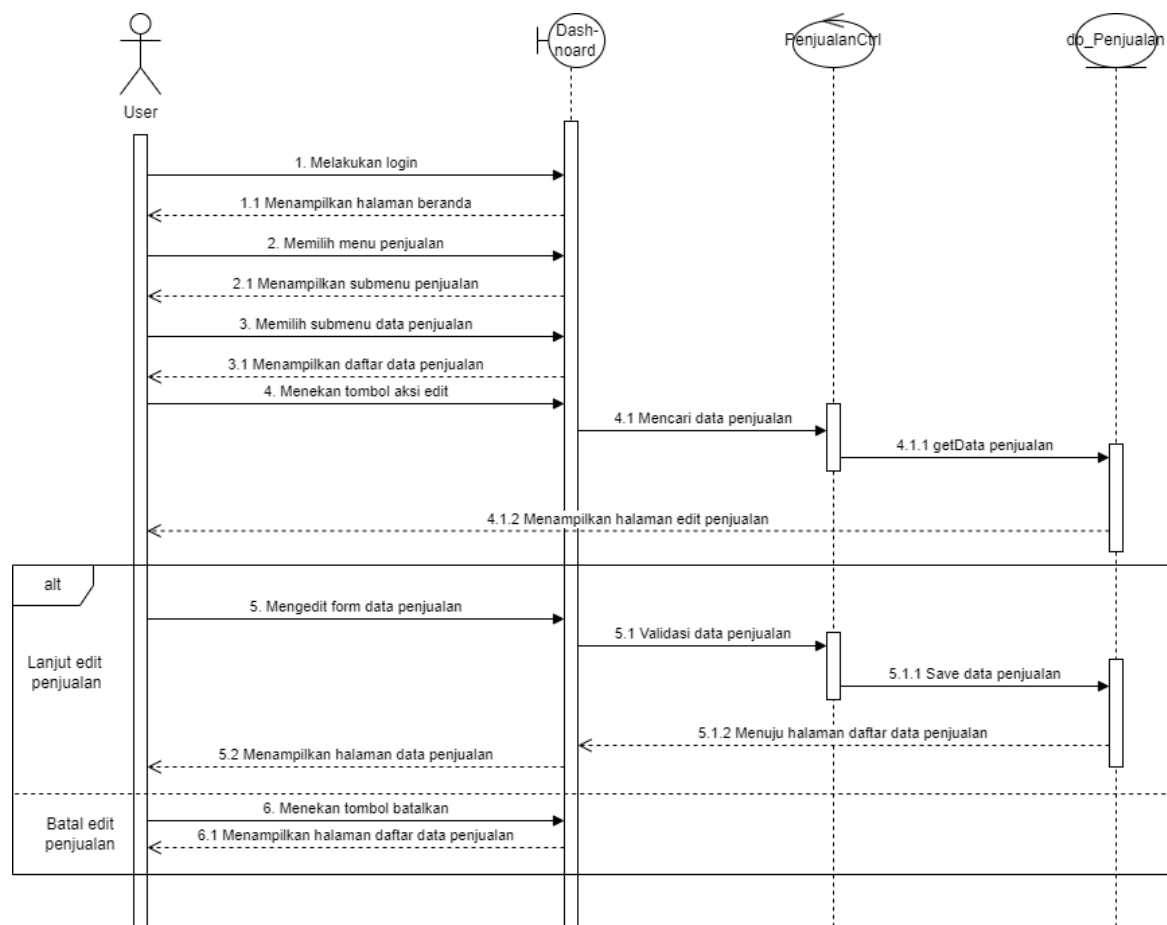 Dash-
noard
PenjualanCtrl
db_Penjualan
User
1. Melakukan login
1.1 Menampilkan halaman beranda
2. Memilih menu penjualan
2.1 Menampilkan submenu penjualan
3. Memilih submenu data penjualan
3.1 Menampilkan daftar data penjualan
4. Menekan tombol aksi edit
4.1 Mencari data penjualan
4.1.1 getData penjualan
4.1.2 Menampilkan halaman edit penjualan
alt
5. Mengedit form data penjualan
5.1 Validasi data penjualan
Lanjut edit
penjualan
5.1.1 Save data penjualan
5.1.2 Menuju halaman daftar data penjualan
5.2 Menampilkan halaman data penjualan
6. Menekan tombol batalkan
Batal edit
penjualan
6.1 Menampilkan halaman daftar data penjualan